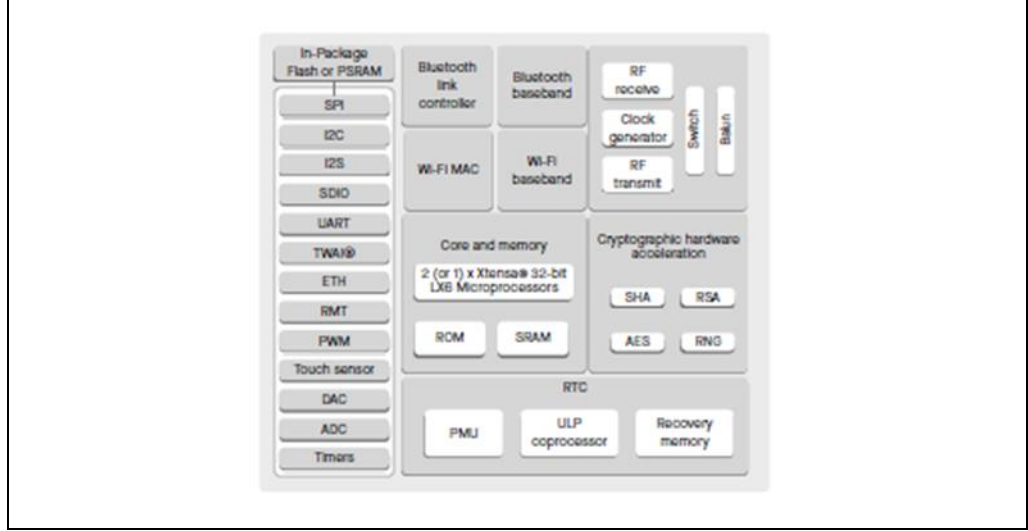 In-Package
Flash or PSRAM
SPI
I2C
I2S
SDIO
UART
TWAI®
ETH
RMT
PWM
Touch sensor
DAC
ADC
Timers
Bluetooth
link
controller
Bluetooth
baseband
Wi-Fi MAC
Wi-Fi
baseband
RF
receive
Clock
generator
RF
transmit
Switch
Balun
Core and memory
2 (or 1) x Xtensa® 32-bit
LX6 Microprocessors
ROM
SRAM
Cryptographic hardware
acceleration
SHA
RSA
AES
RNG
RTC
PMU
ULP
coprocessor
Recovery
memory